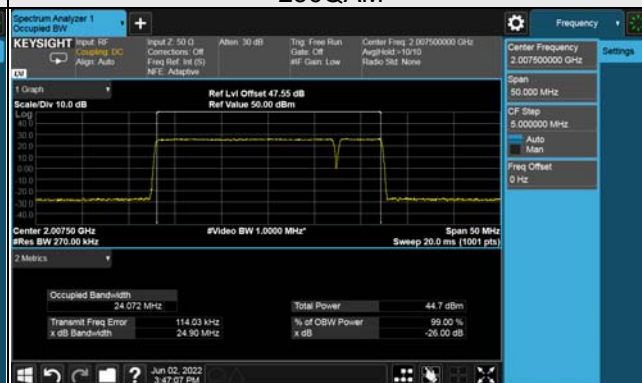 256QAM
Spectrum Analyzer 1
Occupied BW
+
Frequency
KEYSIGHT Input: RF
Coupling: DC
Align: Auto
Input Z: 50 Ω
Corrections: Off
Freq Ref: Int (S)
NFE: Adaptive
Atten: 30 dB
Trig: Free Run
Gate: Off
#IF Gain: Low
Center Freq: 2.007500000 GHz
Avg|Hold:>10/10
Radio Std: None
LXI
Center Frequency
2.007500000 GHz
Settings
Span
50.000 MHz
CF Step
5.000000 MHz
Auto
Man
Freq Offset
0 Hz
1 Graph
Scale/Div 10.0 dB
Ref Lvl Offset 47.55 dB
Ref Value 50.00 dBm
Log
40.0
30.0
20.0
10.0
0.00
-10.0
-20.0
-30.0
-40.0
Center 2.00750 GHz
#Res BW 270.00 kHz
#Video BW 1.0000 MHz*
Span 50 MHz
Sweep 20.0 ms (1001 pts)
2 Metrics
Occupied Bandwidth
24.072 MHz
Total Power 44.7 dBm
Transmit Freq Error 114.03 kHz
% of OBW Power 99.00 %
x dB Bandwidth 24.90 MHz
x dB -26.00 dB
?
Jun 02, 2022
3:47:07 PM